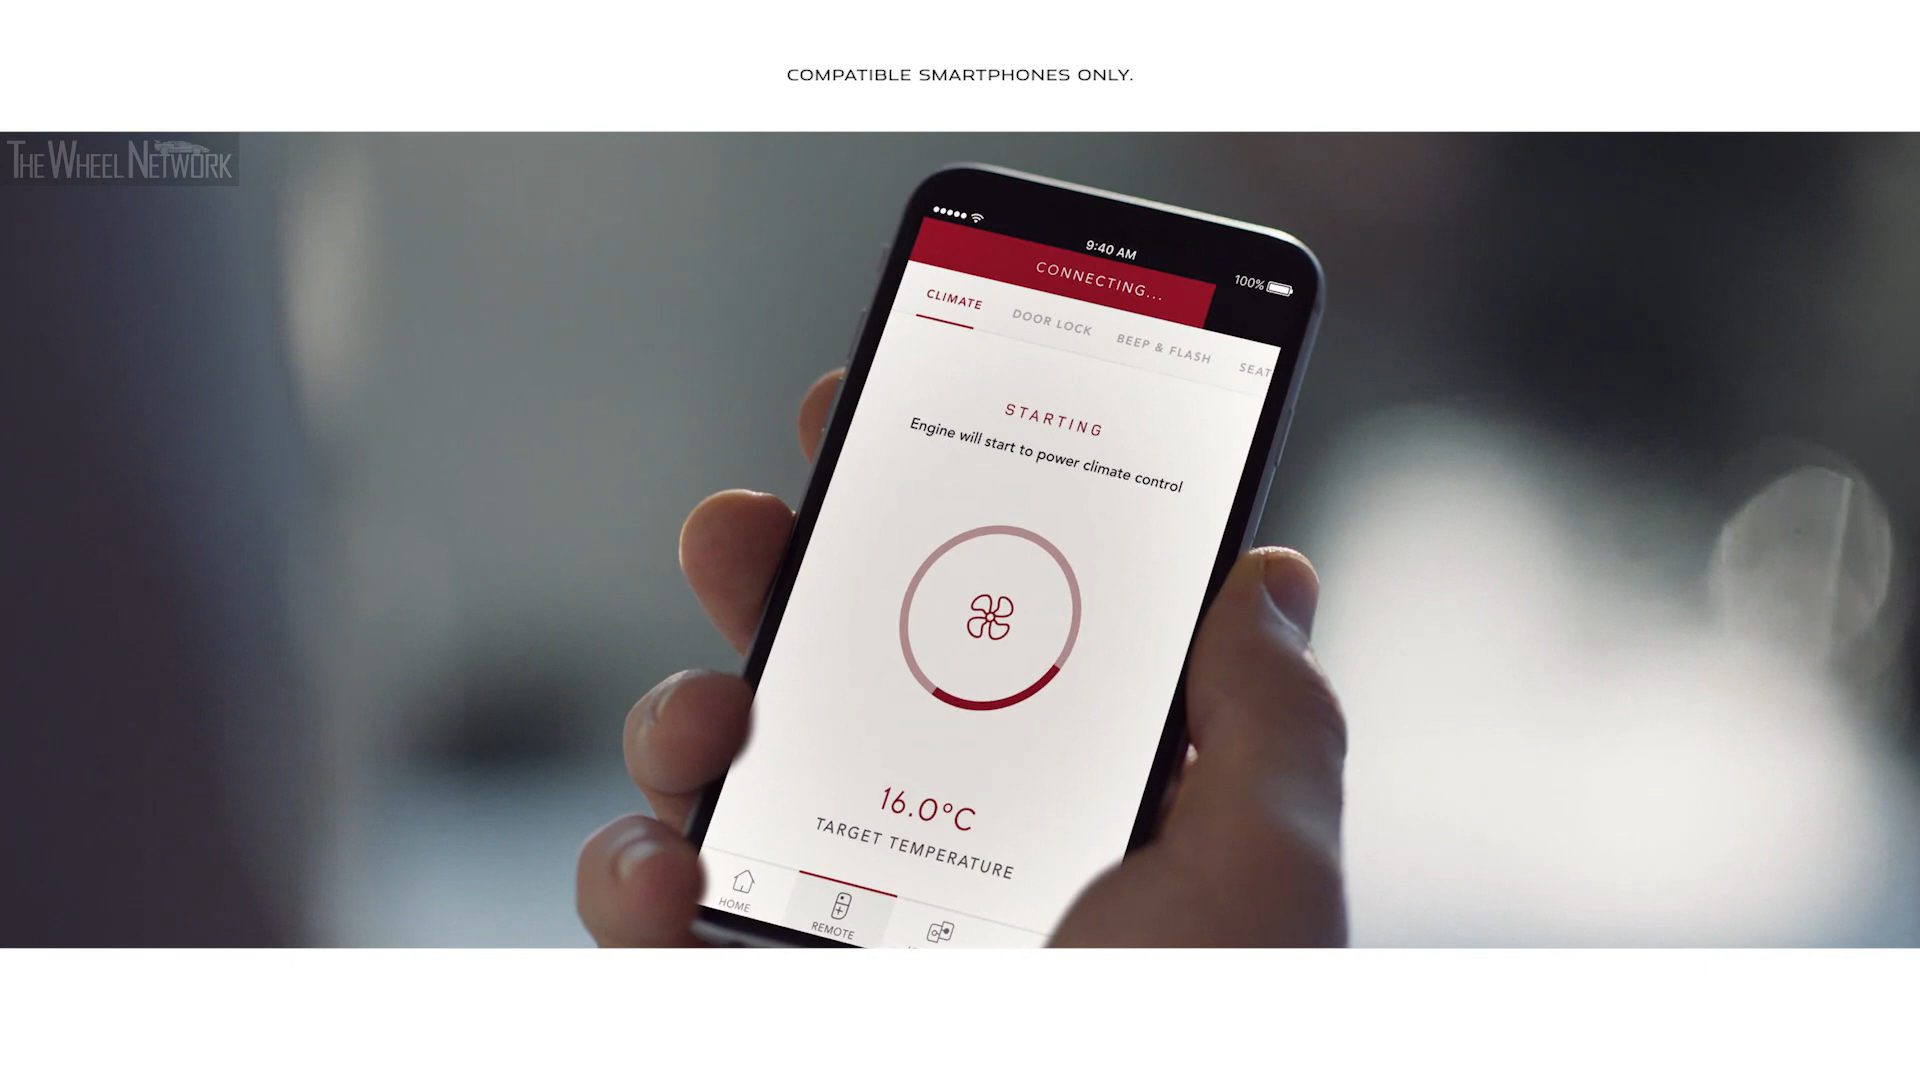 COMPATIBLE SMARTPHONES ONLY.
THE WHEEL NETWORK
9:40 AM
100%
CONNECTING...
CLIMATE DOOR LOCK BEEP & FLASH SEAT
STARTING
Engine will start to power climate control
16.0°C
TARGET TEMPERATURE
HOME REMOTE